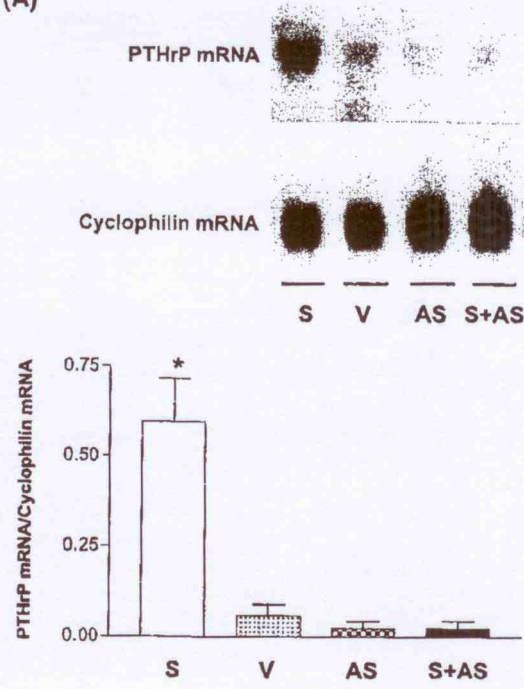 (A)
PTHrP mRNA
Cyclophilin mRNA
S V AS S+AS
PTHrP mRNA/Cyclophilin mRNA
0.75
*
0.50
0.25
0.00
S V AS S+AS